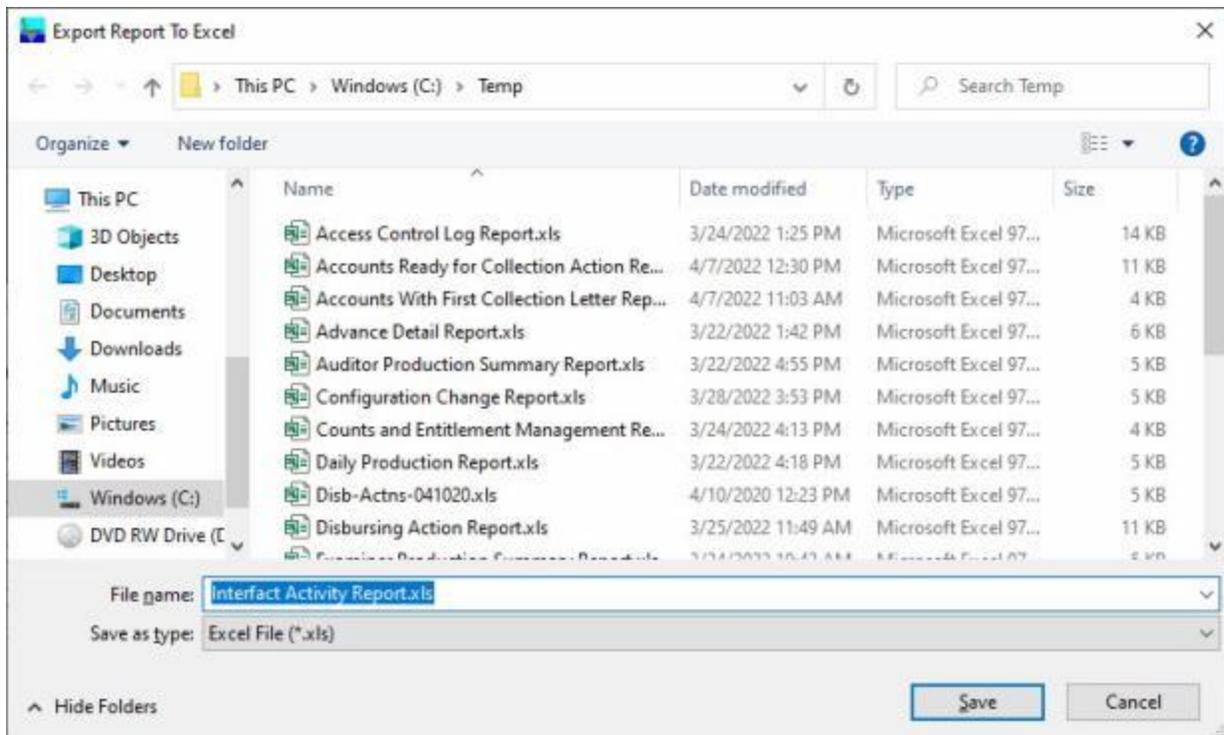 Export Report To Excel
This PC > Windows (C:) > Temp
Search Temp
Organize
New folder
Name Date modified Type Size
This PC
3D Objects
Desktop
Documents
Downloads
Music
Pictures
Videos
Windows (C:)
DVD RW Drive (D
Access Control Log Report.xls 3/24/2022 1:25 PM Microsoft Excel 97... 14 KB
Accounts Ready for Collection Action Re... 4/7/2022 12:30 PM Microsoft Excel 97... 11 KB
Accounts With First Collection Letter Rep... 4/7/2022 11:03 AM Microsoft Excel 97... 4 KB
Advance Detail Report.xls 3/22/2022 1:42 PM Microsoft Excel 97... 6 KB
Auditor Production Summary Report.xls 3/22/2022 4:55 PM Microsoft Excel 97... 5 KB
Configuration Change Report.xls 3/28/2022 3:53 PM Microsoft Excel 97... 5 KB
Counts and Entitlement Management Re... 3/24/2022 4:13 PM Microsoft Excel 97... 4 KB
Daily Production Report.xls 3/22/2022 4:18 PM Microsoft Excel 97... 5 KB
Disb-Actns-041020.xls 4/10/2020 12:23 PM Microsoft Excel 97... 5 KB
Disbursing Action Report.xls 3/25/2022 11:49 AM Microsoft Excel 97... 11 KB
File name: Interfact Activity Report.xls
Save as type: Excel File (*.xls)
Hide Folders
Save
Cancel